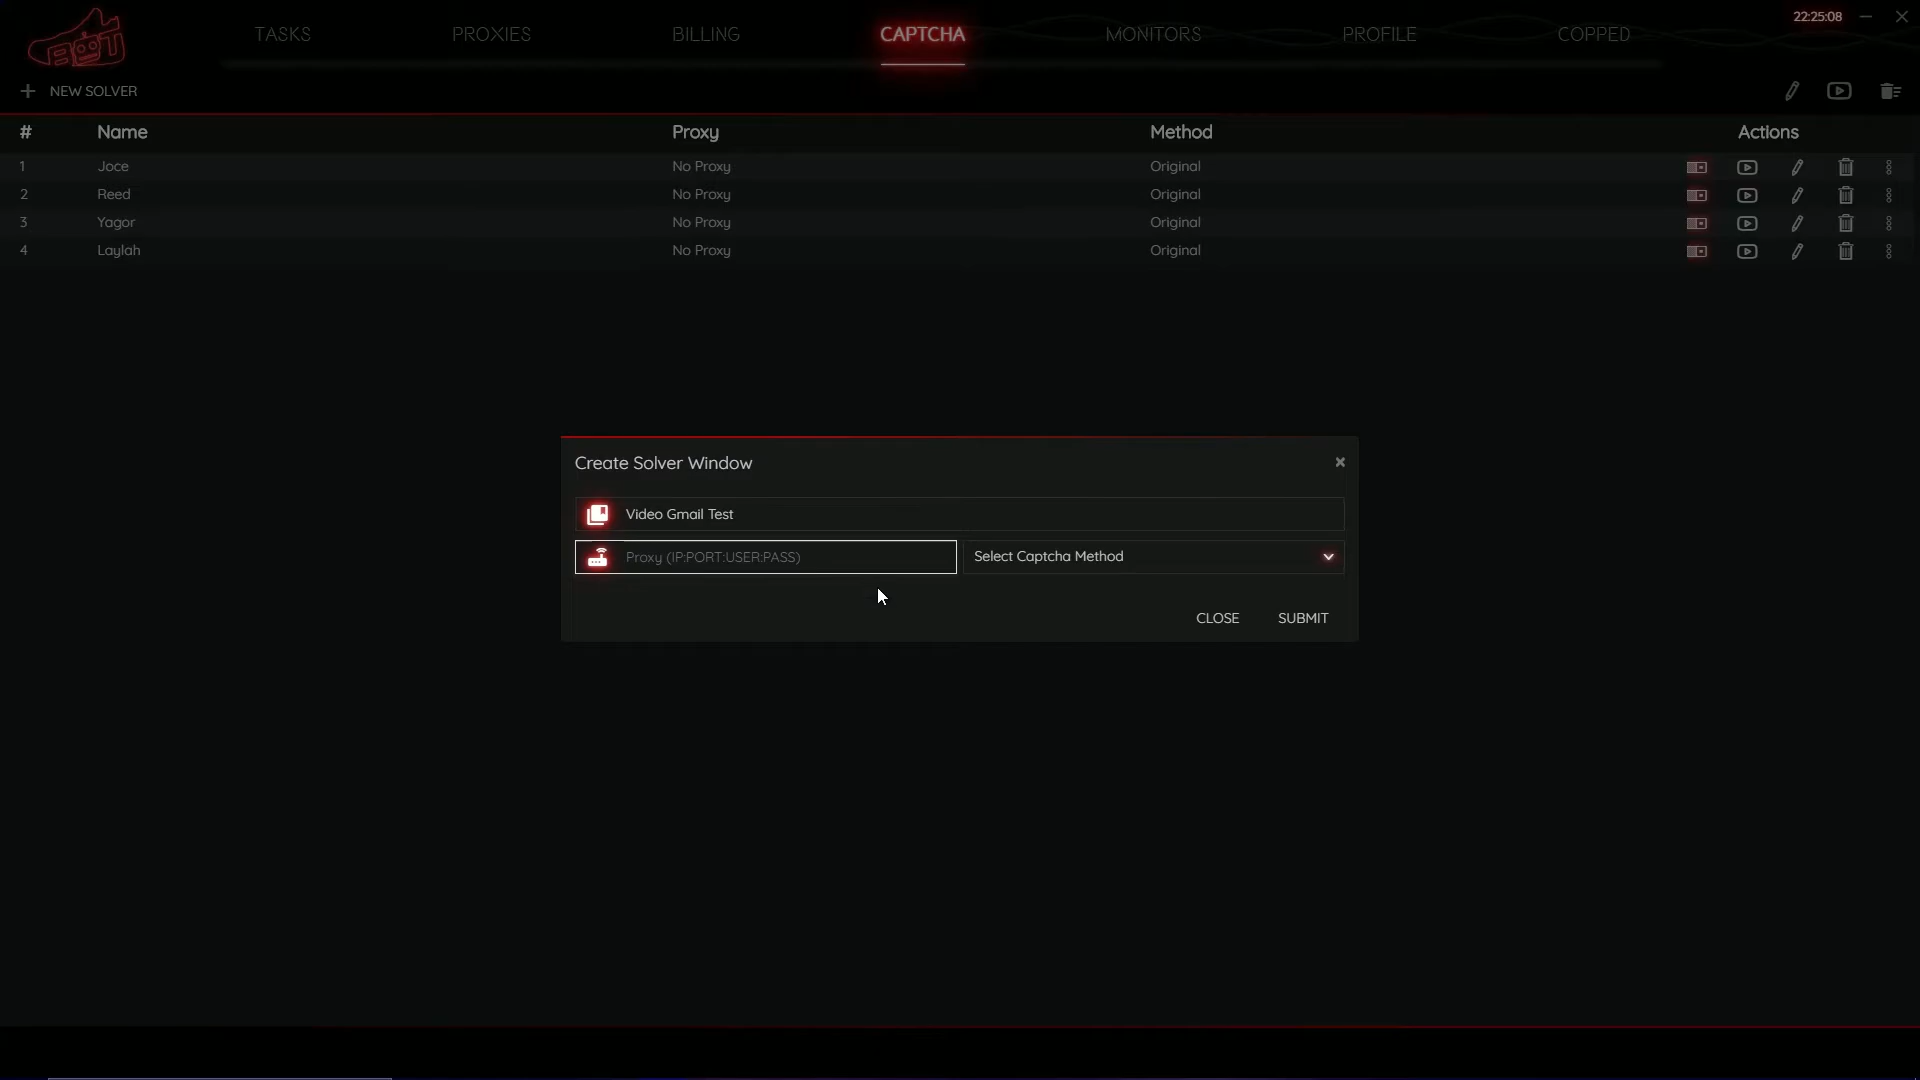 22:25:08
TASKS PROXIES BILLING CAPTCHA MONITORS PROFILE COPPED
NEW SOLVER
# Name Proxy Method Actions
1 Joce No Proxy Original
2 Reed No Proxy Original
3 Yagor No Proxy Original
4 Laylah No Proxy Original
Create Solver Window
Video Gmail Test
Proxy (IP:PORT:USER:PASS) Select Captcha Method
CLOSE SUBMIT